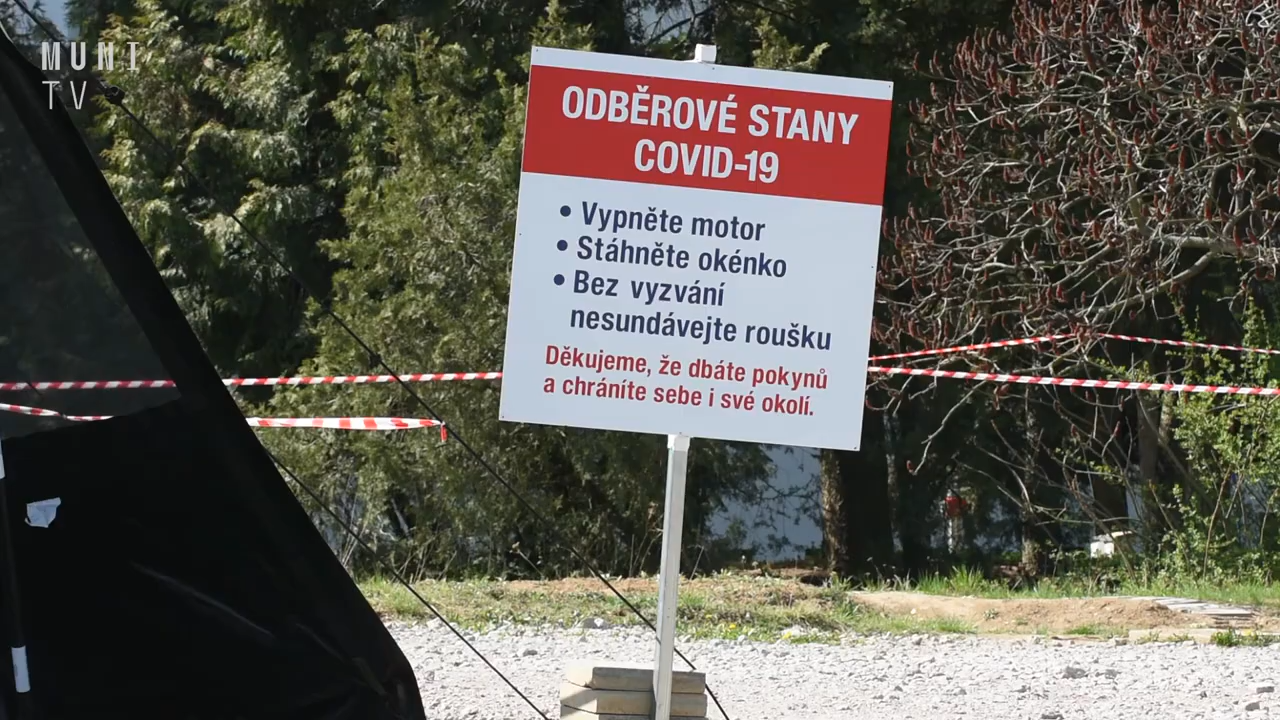 MUNI
TV
ODBĚROVÉ STANY
COVID-19
• Vypněte motor
• Stáhněte okénko
• Bez vyzvání
nesundávejte roušku
Děkujeme, že dbáte pokynů
a chráníte sebe i své okolí.